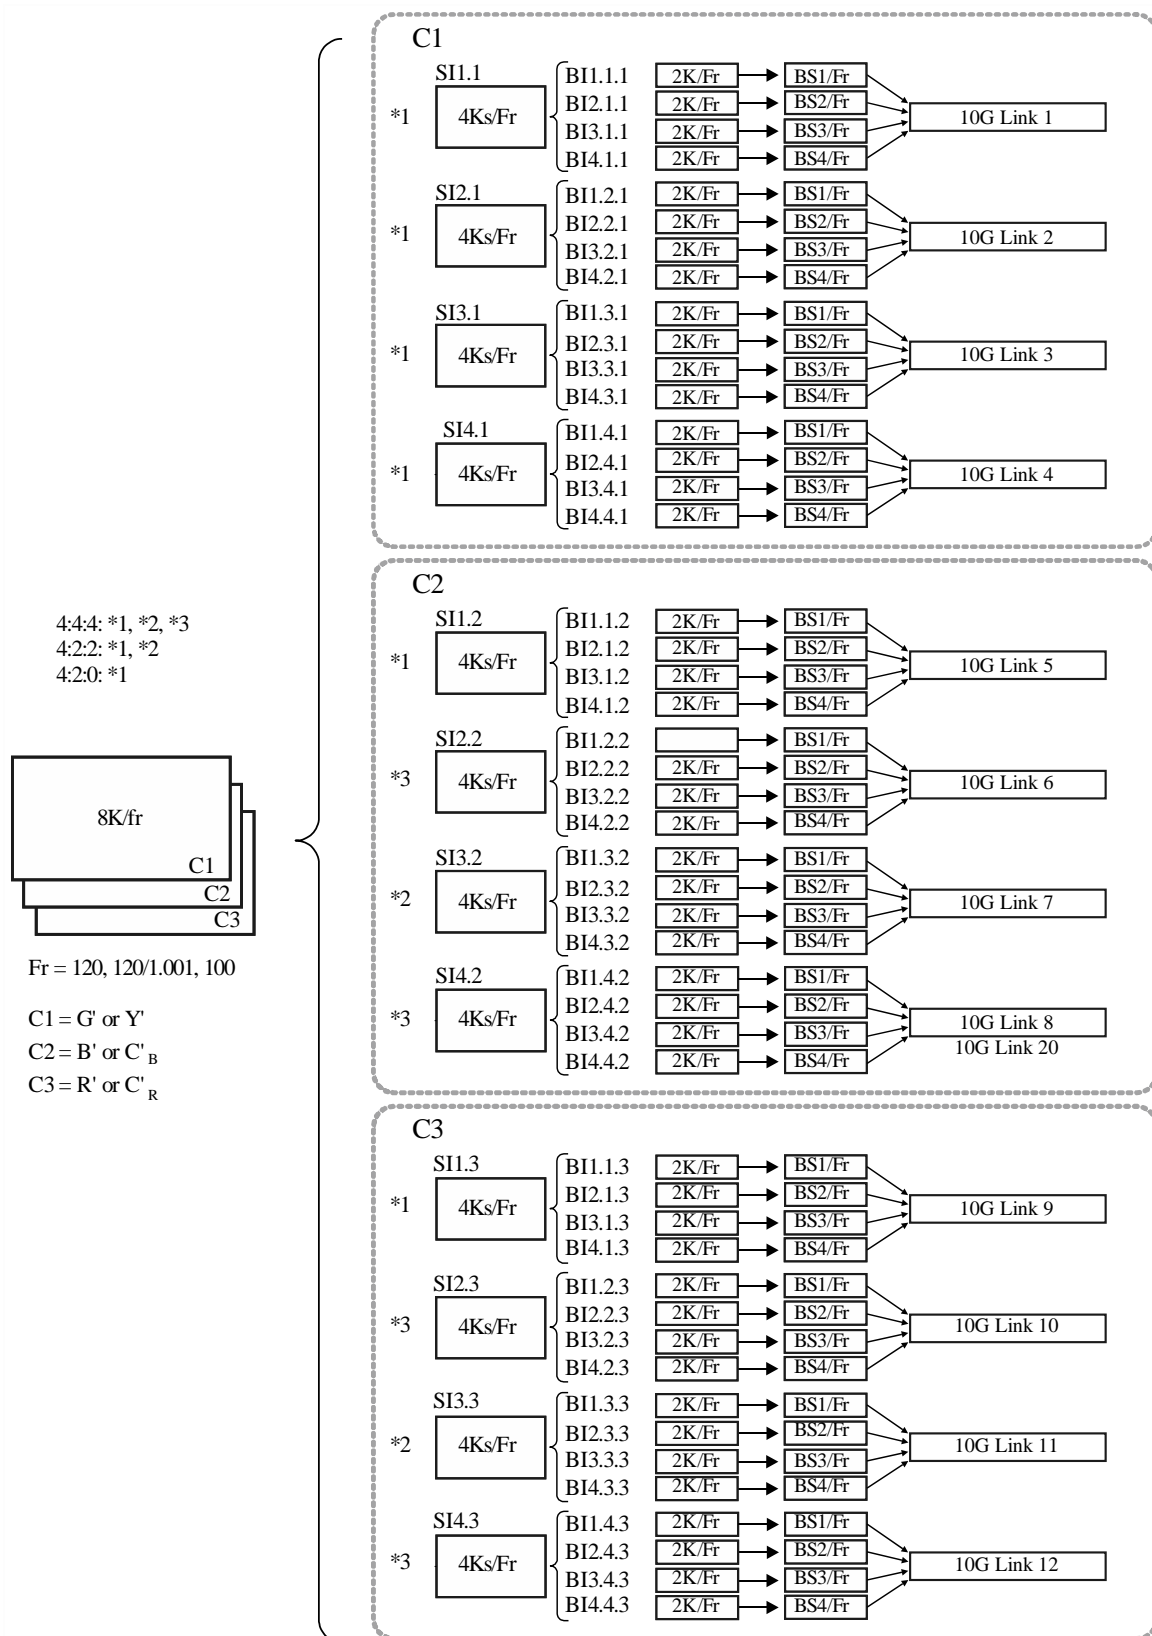 4:4:4: *1, *2, *3
4:2:2: *1, *2
4:2:0: *1
8K/fr
C1
C2
C3
Fr = 120, 120/1.001, 100
C1 = G' or Y'
C2 = B' or C'B
C3 = R' or C'R
C1
SI1.1
*1
4Ks/Fr
BI1.1.1 2K/Fr BS1/Fr
BI2.1.1 2K/Fr BS2/Fr
BI3.1.1 2K/Fr BS3/Fr
BI4.1.1 2K/Fr BS4/Fr
10G Link 1
SI2.1
*1
4Ks/Fr
BI1.2.1 2K/Fr BS1/Fr
BI2.2.1 2K/Fr BS2/Fr
BI3.2.1 2K/Fr BS3/Fr
BI4.2.1 2K/Fr BS4/Fr
10G Link 2
SI3.1
*1
4Ks/Fr
BI1.3.1 2K/Fr BS1/Fr
BI2.3.1 2K/Fr BS2/Fr
BI3.3.1 2K/Fr BS3/Fr
BI4.3.1 2K/Fr BS4/Fr
10G Link 3
SI4.1
*1
4Ks/Fr
BI1.4.1 2K/Fr BS1/Fr
BI2.4.1 2K/Fr BS2/Fr
BI3.4.1 2K/Fr BS3/Fr
BI4.4.1 2K/Fr BS4/Fr
10G Link 4
C2
SI1.2
*1
4Ks/Fr
BI1.1.2 2K/Fr BS1/Fr
BI2.1.2 2K/Fr BS2/Fr
BI3.1.2 2K/Fr BS3/Fr
BI4.1.2 2K/Fr BS4/Fr
10G Link 5
SI2.2
*3
4Ks/Fr
BI1.2.2 BS1/Fr
BI2.2.2 2K/Fr BS2/Fr
BI3.2.2 2K/Fr BS3/Fr
BI4.2.2 2K/Fr BS4/Fr
10G Link 6
SI3.2
*2
4Ks/Fr
BI1.3.2 2K/Fr BS1/Fr
BI2.3.2 2K/Fr BS2/Fr
BI3.3.2 2K/Fr BS3/Fr
BI4.3.2 2K/Fr BS4/Fr
10G Link 7
SI4.2
*3
4Ks/Fr
BI1.4.2 2K/Fr BS1/Fr
BI2.4.2 2K/Fr BS2/Fr
BI3.4.2 2K/Fr BS3/Fr
BI4.4.2 2K/Fr BS4/Fr
10G Link 8
10G Link 20
C3
SI1.3
*1
4Ks/Fr
BI1.1.3 2K/Fr BS1/Fr
BI2.1.3 2K/Fr BS2/Fr
BI3.1.3 2K/Fr BS3/Fr
BI4.1.3 2K/Fr BS4/Fr
10G Link 9
SI2.3
*3
4Ks/Fr
BI1.2.3 2K/Fr BS1/Fr
BI2.2.3 2K/Fr BS2/Fr
BI3.2.3 2K/Fr BS3/Fr
BI4.2.3 2K/Fr BS4/Fr
10G Link 10
SI3.3
*2
4Ks/Fr
BI1.3.3 2K/Fr BS1/Fr
BI2.3.3 2K/Fr BS2/Fr
BI3.3.3 2K/Fr BS3/Fr
BI4.3.3 2K/Fr BS4/Fr
10G Link 11
SI4.3
*3
4Ks/Fr
BI1.4.3 2K/Fr BS1/Fr
BI2.4.3 2K/Fr BS2/Fr
BI3.4.3 2K/Fr BS3/Fr
BI4.4.3 2K/Fr BS4/Fr
10G Link 12